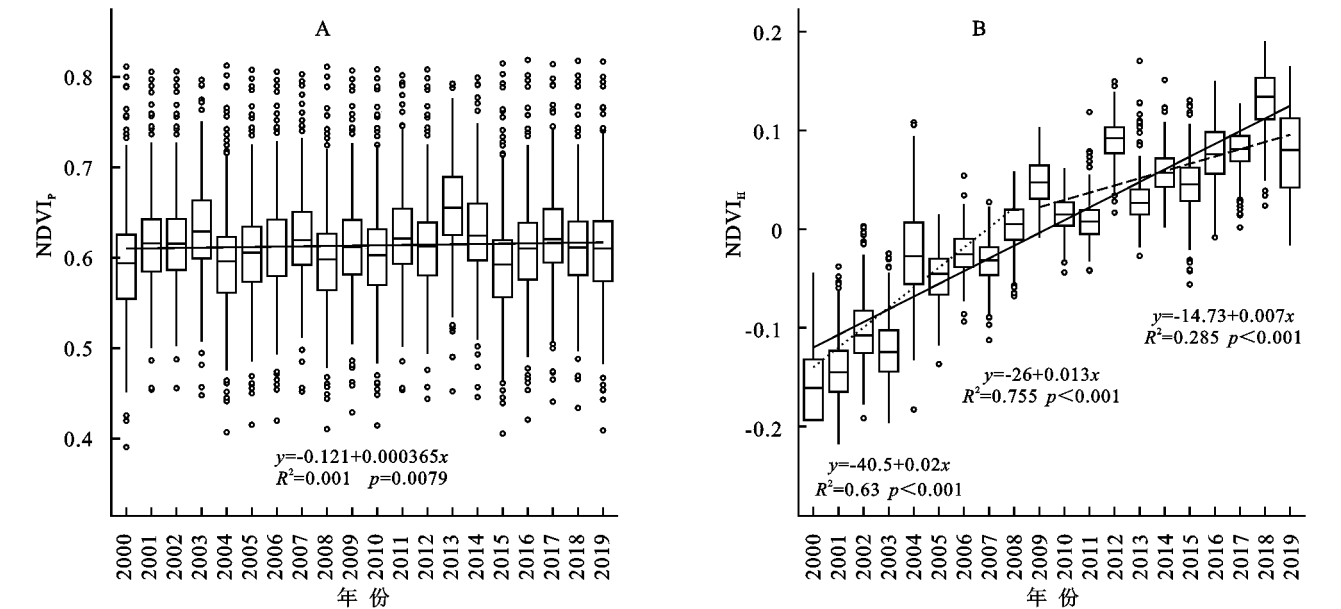 A
NDVIP
0.8
0.7
0.6
0.5
0.4
y=-0.121+0.000365x
R²=0.001 p=0.0079
2000 2001 2002 2003 2004 2005 2006 2007 2008 2009 2010 2011 2012 2013 2014 2015 2016 2017 2018 2019
年 份
B
NDVIH
0.2
0.1
0
-0.1
-0.2
y=-14.73+0.007x
R²=0.285 p<0.001
y=-26+0.013x
R²=0.755 p<0.001
y=-40.5+0.02x
R²=0.63 p<0.001
2000 2001 2002 2003 2004 2005 2006 2007 2008 2009 2010 2011 2012 2013 2014 2015 2016 2017 2018 2019
年 份